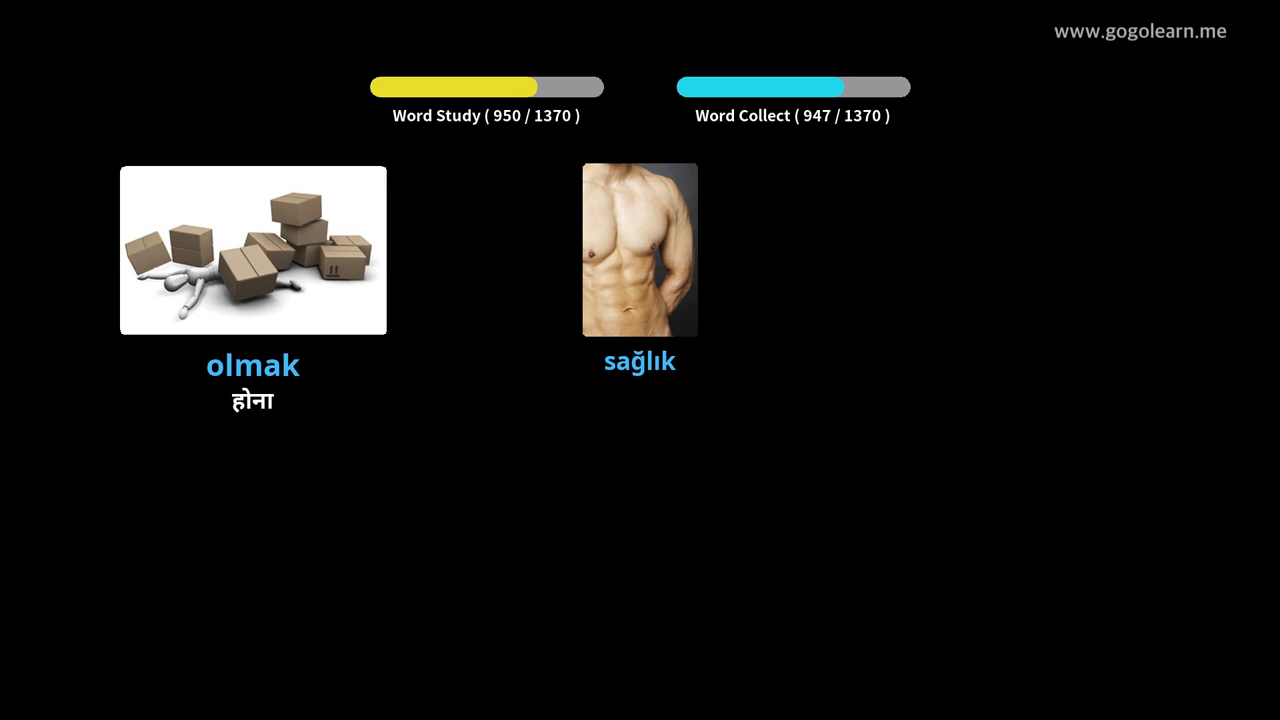 www.gogolearn.me
Word Study ( 950 / 1370 )
Word Collect ( 947 / 1370 )
olmak
होना
sağlık